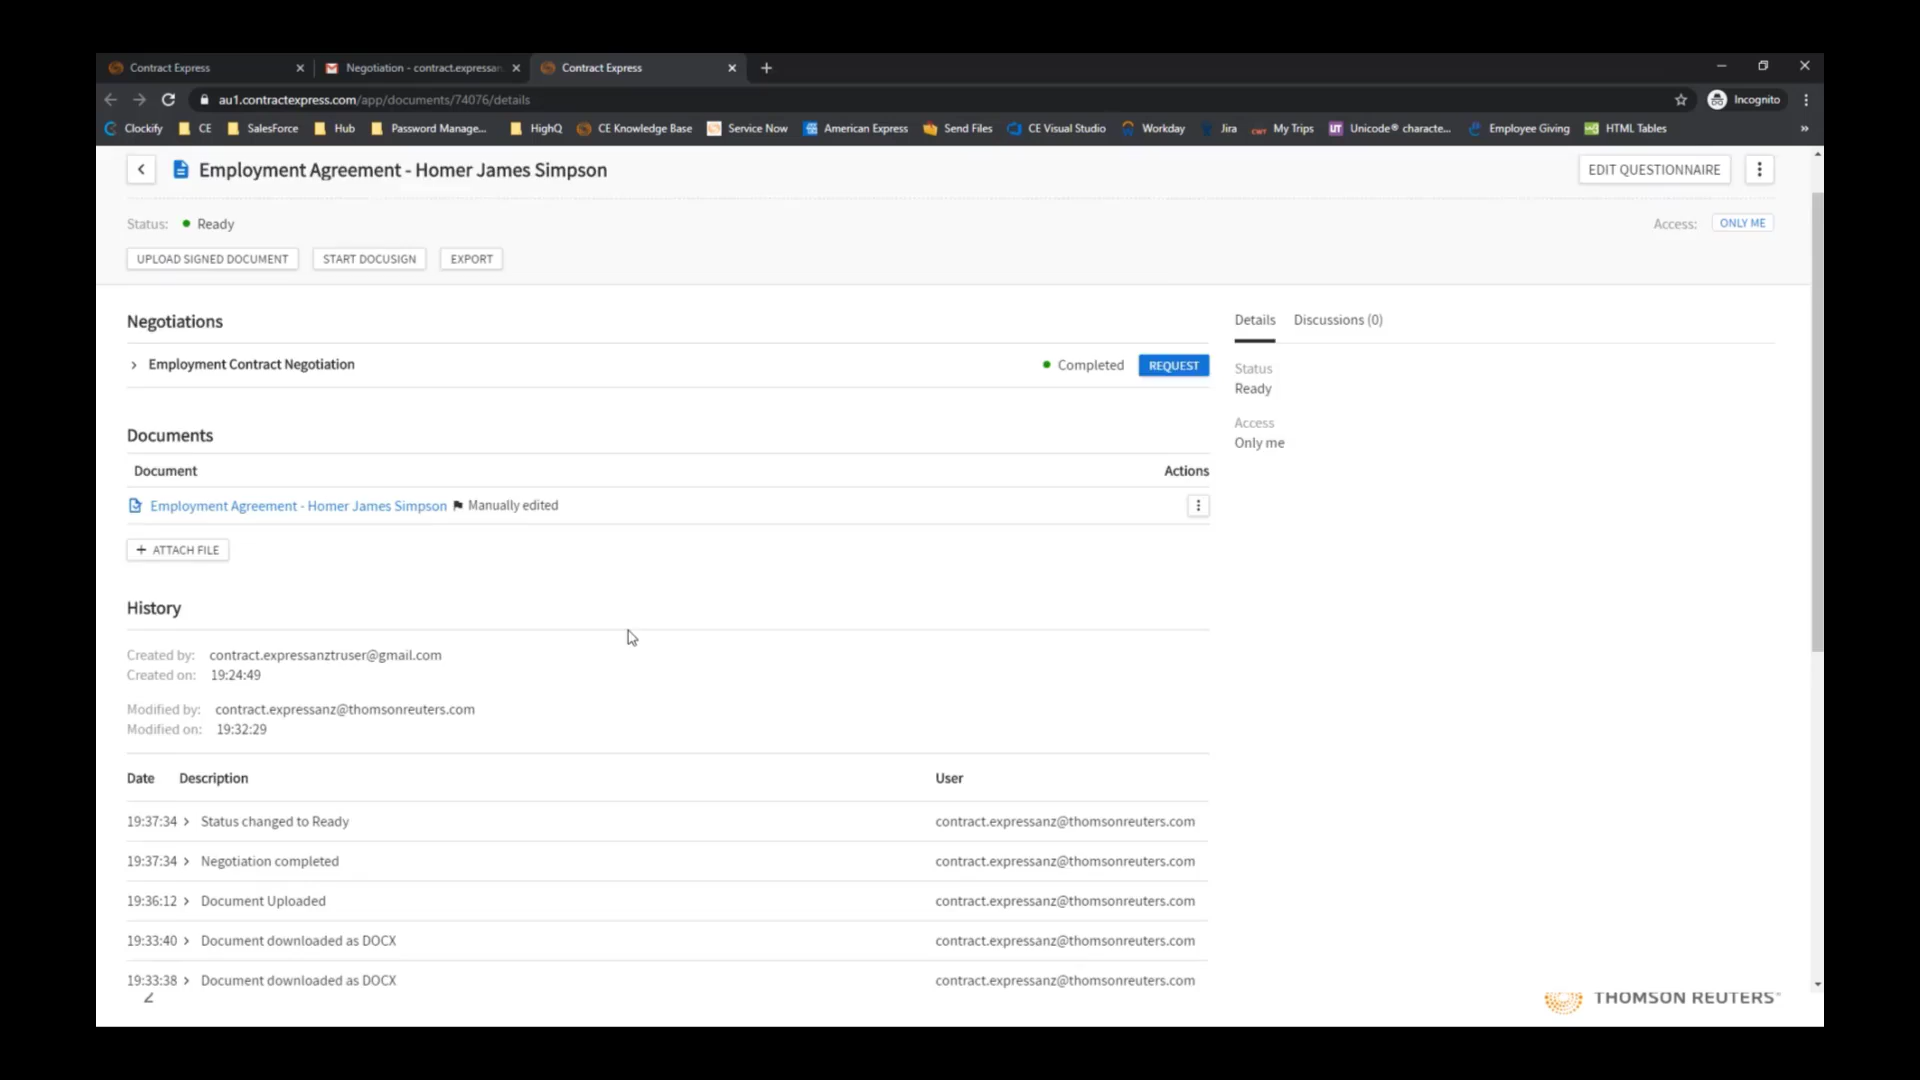 Contract Express
Negotiation - contract.expressan
Contract Express
au1.contractexpress.com/app/documents/74076/details
Incognito
Clockify CE SalesForce Hub Password Manage... HighQ CE Knowledge Base Service Now American Express Send Files CE Visual Studio Workday Jira My Trips UT Unicode® characte... Employee Giving HTML Tables »
Employment Agreement - Homer James Simpson
EDIT QUESTIONNAIRE
Status: Ready
Access: ONLY ME
UPLOAD SIGNED DOCUMENT START DOCUSIGN EXPORT
Negotiations
Employment Contract Negotiation Completed REQUEST
Documents
Document Actions
Employment Agreement - Homer James Simpson Manually edited
+ ATTACH FILE
History
Created by: contract.expressanztruser@gmail.com
Created on: 19:24:49
Modified by: contract.expressanz@thomsonreuters.com
Modified on: 19:32:29
Date Description User
19:37:34 > Status changed to Ready contract.expressanz@thomsonreuters.com
19:37:34 > Negotiation completed contract.expressanz@thomsonreuters.com
19:36:12 > Document Uploaded contract.expressanz@thomsonreuters.com
19:33:40 > Document downloaded as DOCX contract.expressanz@thomsonreuters.com
19:33:38 > Document downloaded as DOCX contract.expressanz@thomsonreuters.com
Details Discussions (0)
Status
Ready
Access
Only me
THOMSON REUTERS